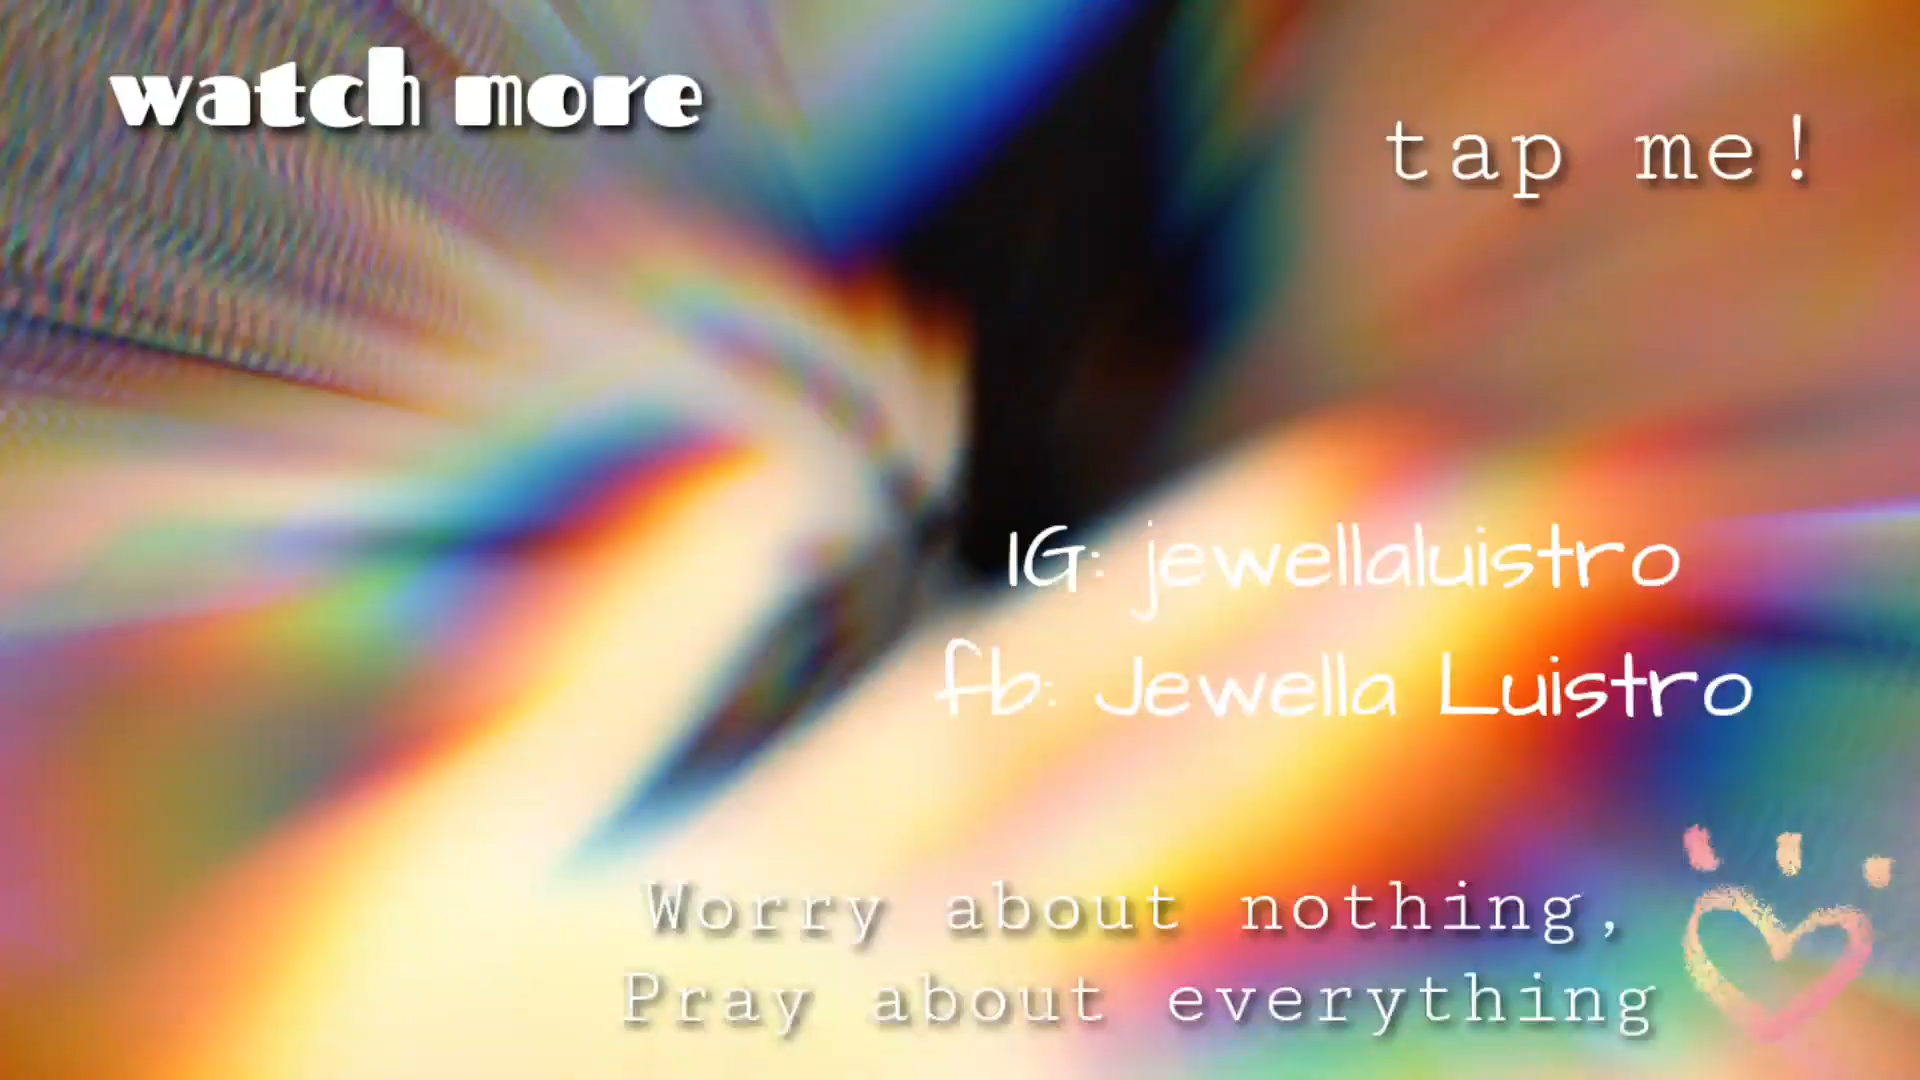 watch more
tap me!
IG: jewellaluistro
fb: Jewella Luistro
Worry about nothing,
Pray about everything